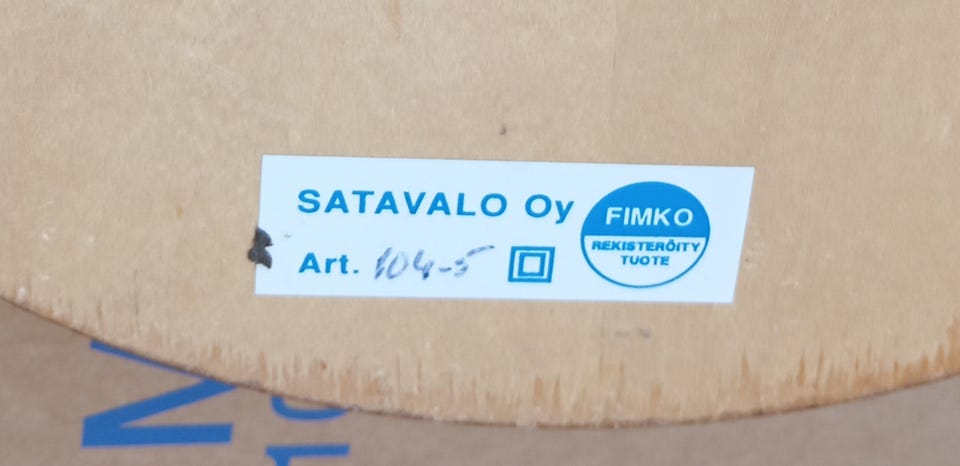 SATAVALO Oy
Art. 104-5
FIMKO
REKISTERÖITY
TUOTE